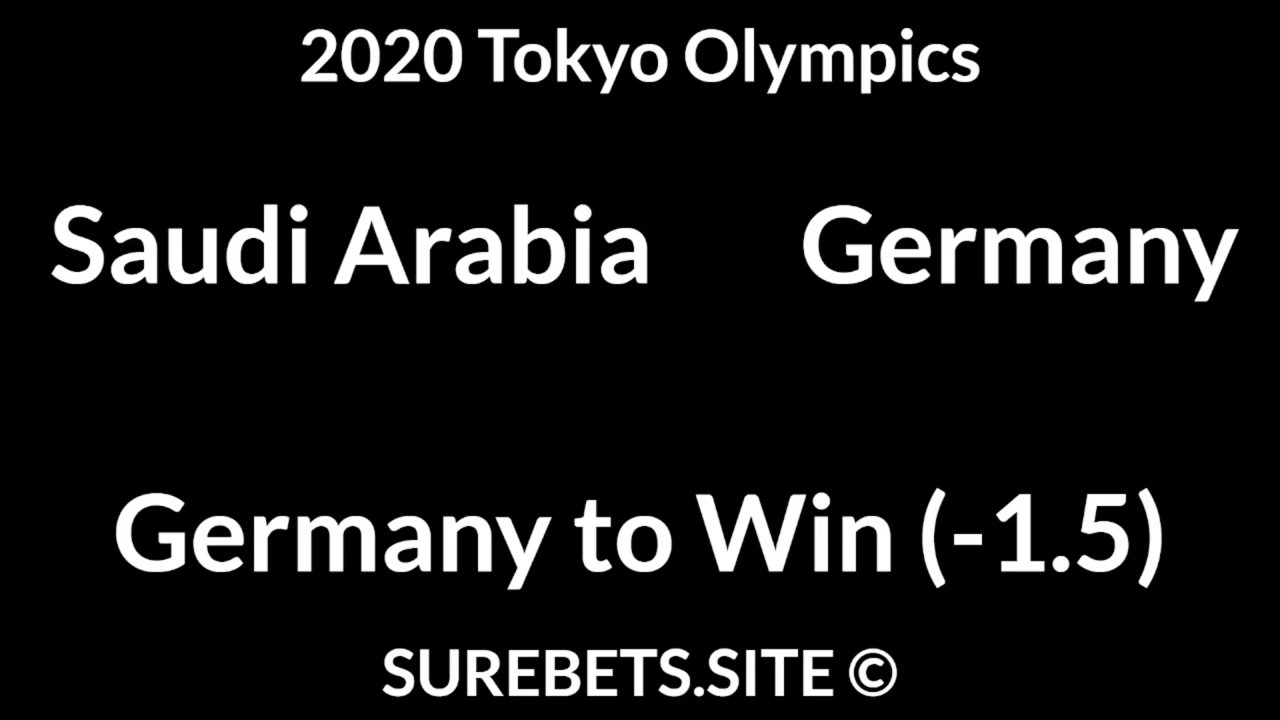 2020 Tokyo Olympics
Saudi Arabia Germany
Germany to Win (-1.5)
SUREBETS.SITE ©